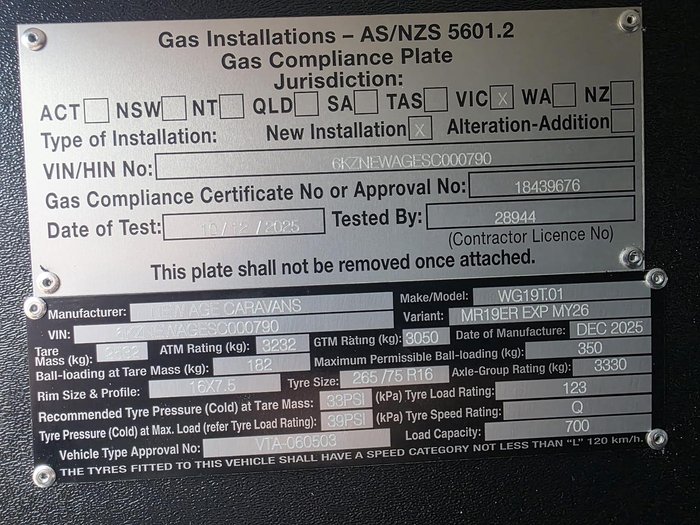 Gas Installations – AS/NZS 5601.2
Gas Compliance Plate
Jurisdiction:
ACT NSW NT QLD SA TAS VIC X WA NZ
Type of Installation: New Installation X Alteration-Addition
VIN/HIN No: 6KZNEWAGESC000790
Gas Compliance Certificate No or Approval No: 18439676
Date of Test: /2025 Tested By: 28944
(Contractor Licence No)
This plate shall not be removed once attached.
Manufacturer: NEW AGE CARAVANS Make/Model: WG19T.01
VIN: 6KZNEWAGESC000790 Variant: MR19ER EXP MY26
Tare Mass (kg): ATM Rating (kg): 3232 GTM Rating (kg): 3050 Date of Manufacture: DEC 2025
Ball-loading at Tare Mass (kg): 182 Maximum Permissible Ball-loading (kg): 350
Rim Size & Profile: 16X7.5 Tyre Size: 265/75 R16 Axle-Group Rating (kg): 3330
Recommended Tyre Pressure (Cold) at Tare Mass: 33PSI (kPa) Tyre Load Rating: 123
Tyre Pressure (Cold) at Max. Load (refer Tyre Load Rating): 39PSI (kPa) Tyre Speed Rating: Q
Vehicle Type Approval No: VTA-060503 Load Capacity: 700
THE TYRES FITTED TO THIS VEHICLE SHALL HAVE A SPEED CATEGORY NOT LESS THAN "L" 120 km/h.